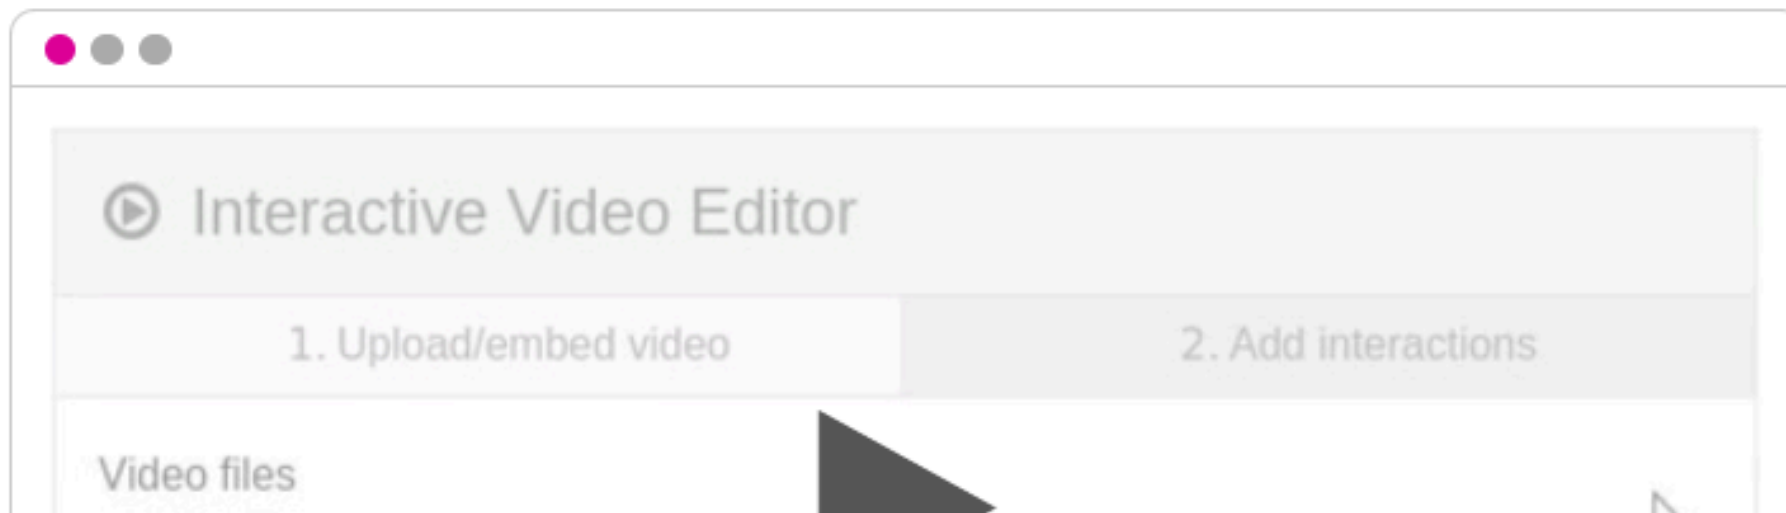 Interactive Video Editor
1. Upload/embed video
2. Add interactions
Video files